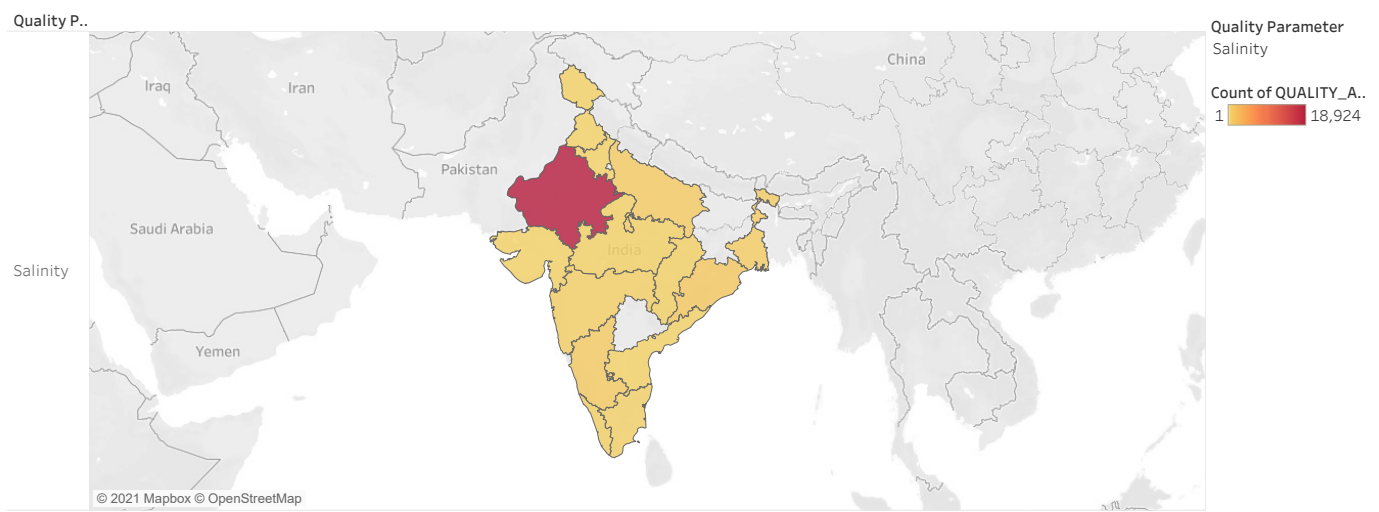 Quality P..
Quality Parameter
Salinity
Count of QUALITY_A..
1 18,924
China
Iraq
Iran
Pakistan
Saudi Arabia
India
Salinity
Yemen
© 2021 Mapbox © OpenStreetMap